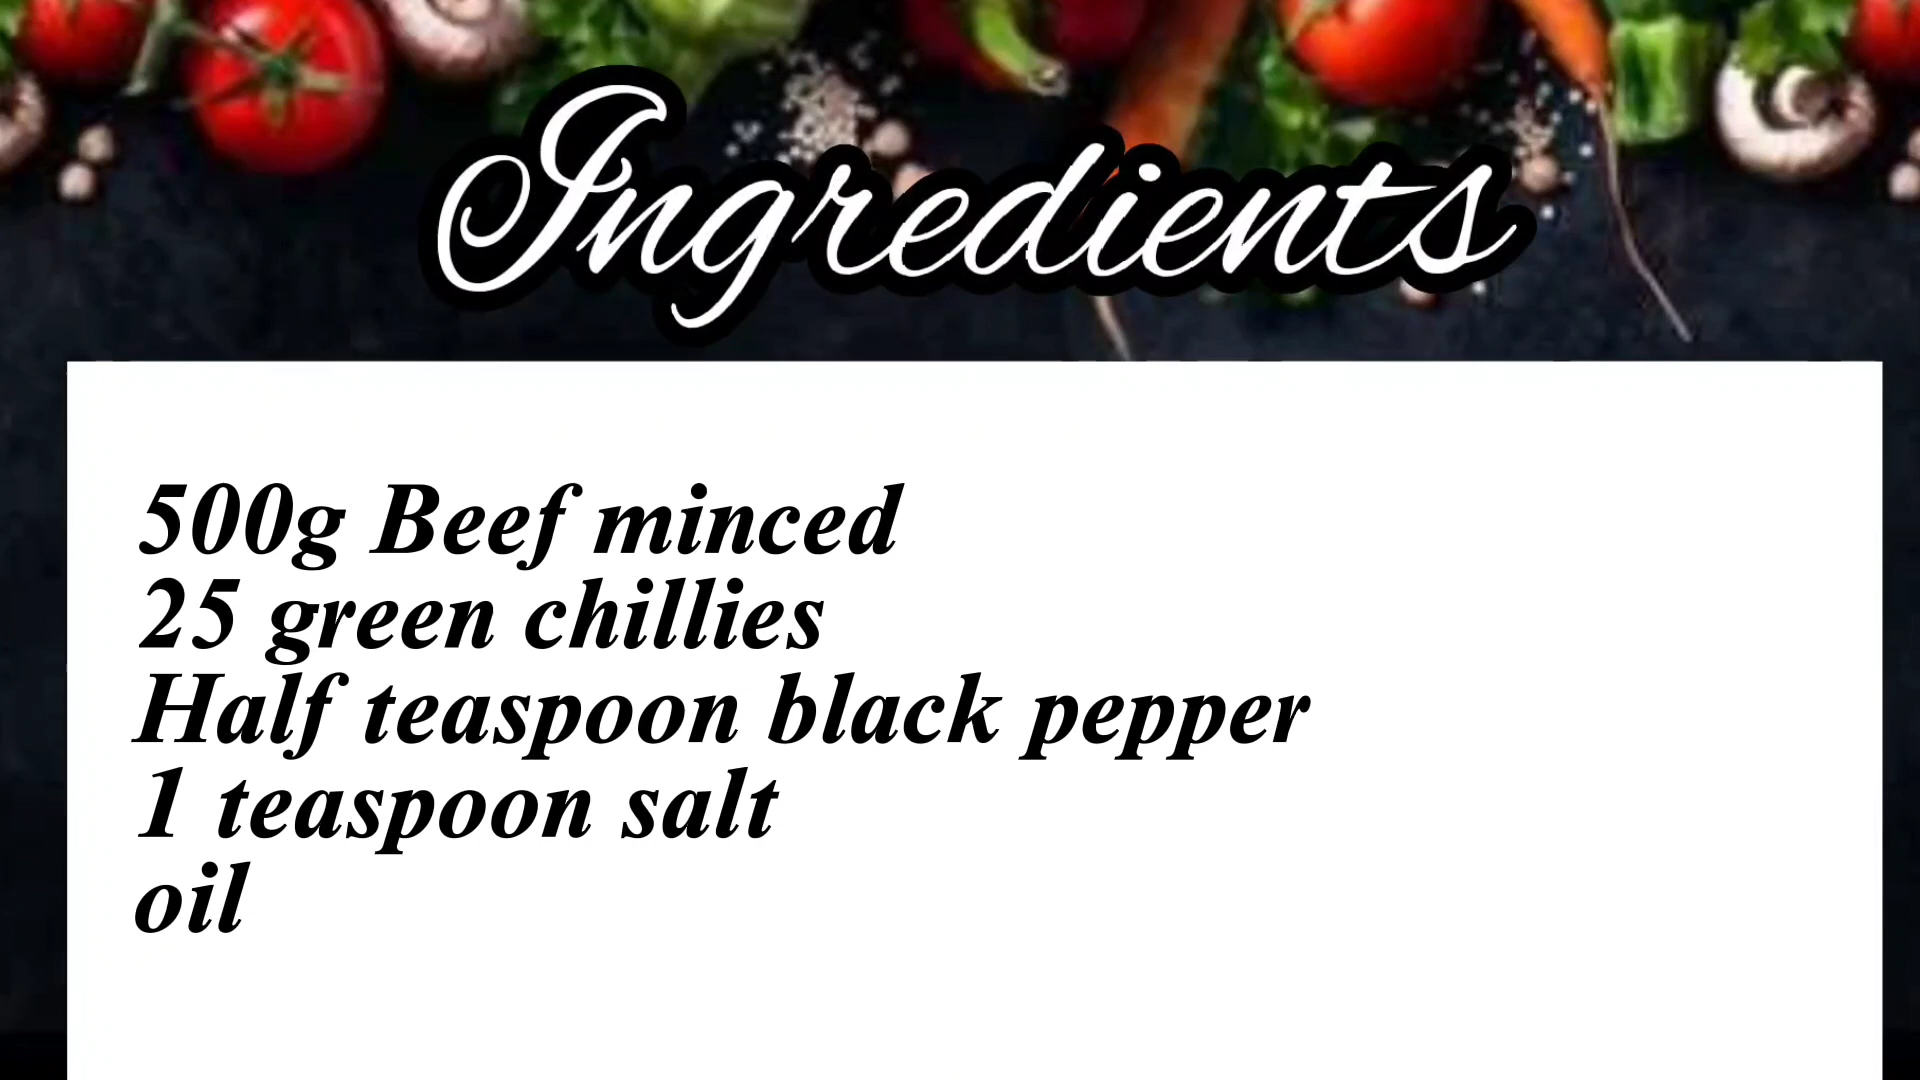 Ingredients
500g Beef minced
25 green chillies
Half teaspoon black pepper
1 teaspoon salt
oil